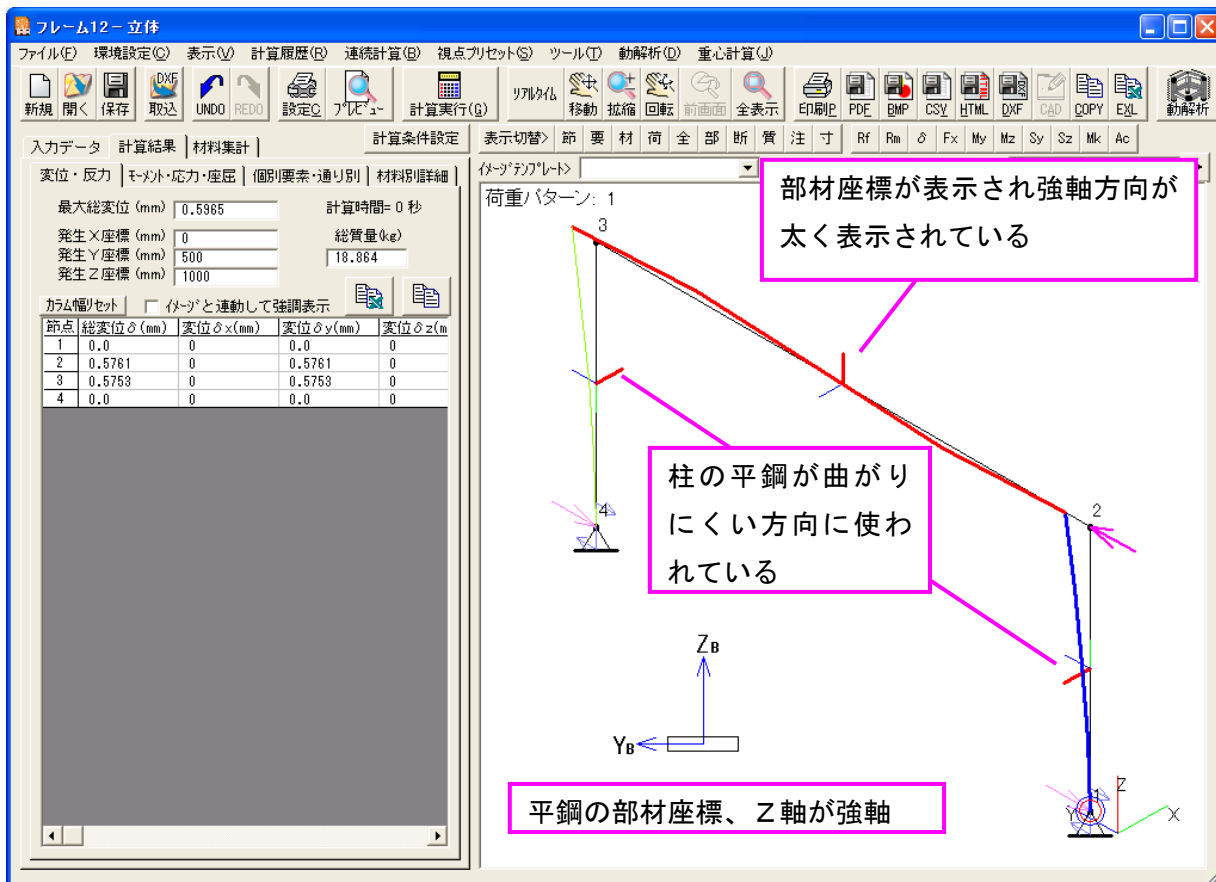 フレーム12－立体
ファイル(F) 環境設定(C) 表示(V) 計算履歴(R) 連続計算(B) 視点プリセット(S) ツール(T) 動解析(D) 重心計算(J)
新規 開く 保存 取込 UNDO REDO 設定C プレビュー 計算実行(G) リアルタイム 移動 拡縮 回転 前画面 全表示 印刷P PDF BMP CSV HTML DXF CAD COPY EXL 動解析
入力データ 計算結果 材料集計 計算条件設定
表示切替> 節 要 材 荷 全 部 断 質 注 寸 Rf Rm δ Fx My Mz Sy Sz Mk Ac
変位・反力 モーメント・応力・座屈 個別要素・通り別 材料別詳細
イメージテンプレート>
最大総変位 (mm) 0.5965 計算時間= 0 秒
発生X座標 (mm) 0 総質量(kg)
発生Y座標 (mm) 500 18.864
発生Z座標 (mm) 1000
カラム幅リセット イメージと連動して強調表示
節点 総変位δ(mm) 変位δx(mm) 変位δy(mm) 変位δz(m
1 0.0 0 0.0 0
2 0.5761 0 0.5761 0
3 0.5753 0 0.5753 0
4 0.0 0 0.0 0
荷重パターン: 1
部材座標が表示され強軸方向が
太く表示されている
3
柱の平鋼が曲がり
にくい方向に使わ
れている
4
2
ZB
YB
平鋼の部材座標、Z軸が強軸
1
Z
Y
X